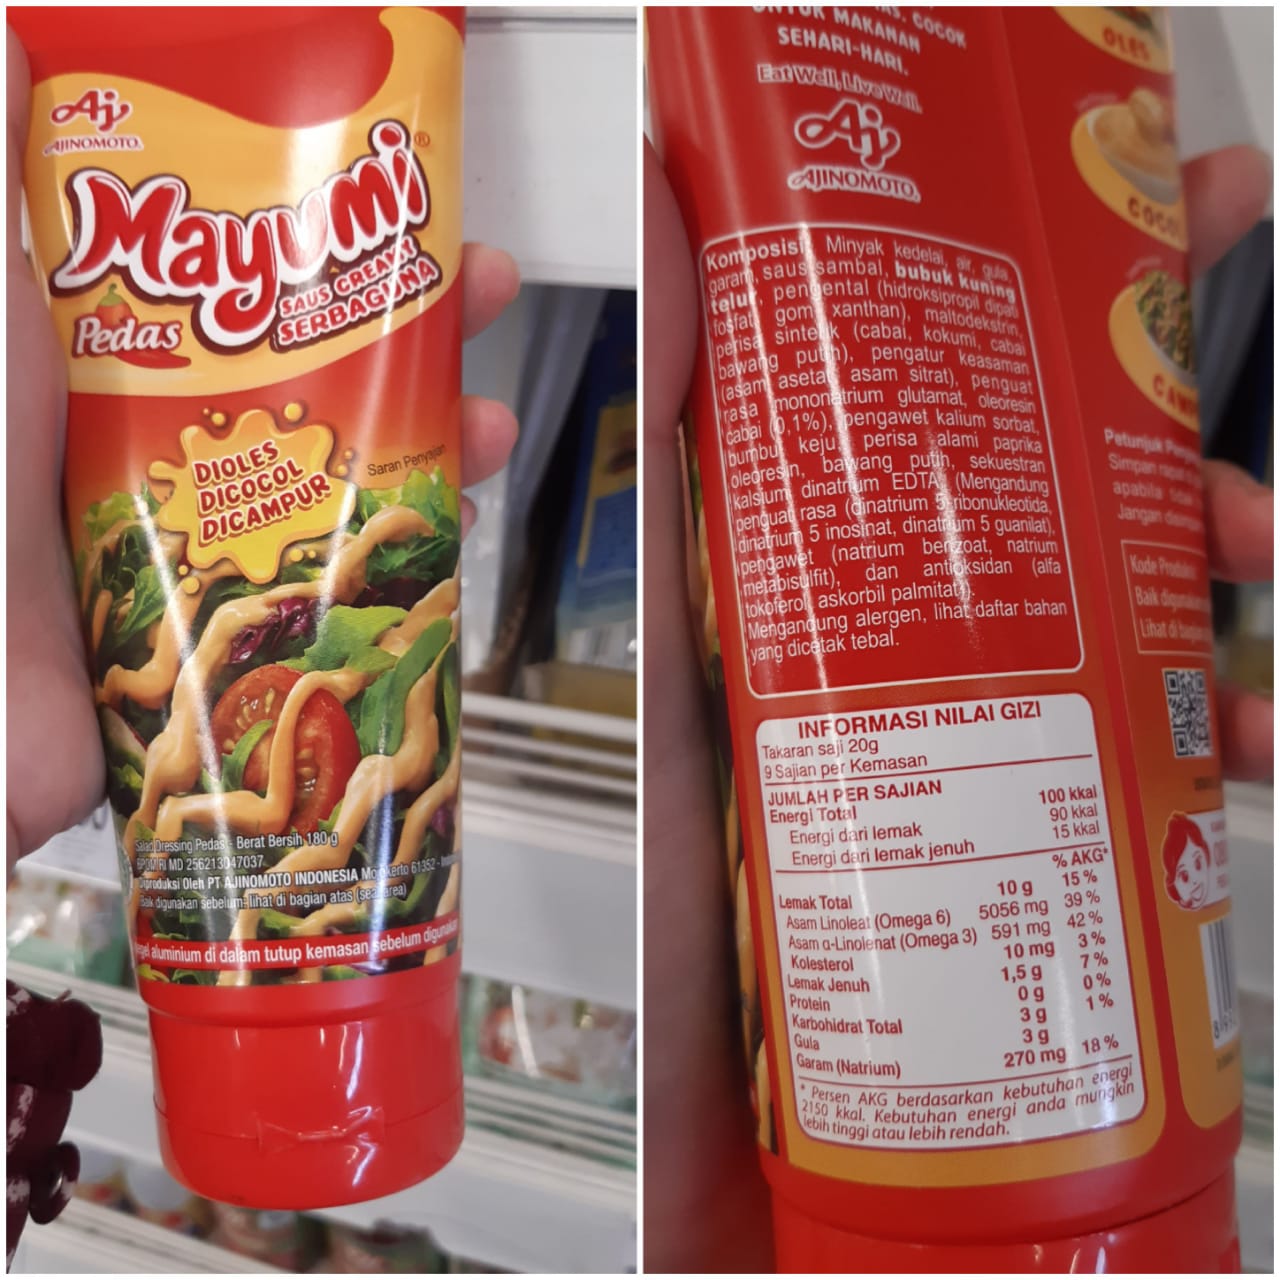 Aj
AJINOMOTO.
Mayumi®
SAUS CREAMY
SERBAGUNA
Pedas
DIOLES
DICOCOL
DICAMPUR
Saran Penyajian
Salad Dressing Pedas - Berat Bersih 180 g
BPOM RI MD 256213047037
Diproduksi Oleh PT AJINOMOTO INDONESIA Mojokerto 61352 -
Baik digunakan sebelum: lihat di bagian atas (seal area)
aluminium di dalam tutup kemasan sebelum
COCOK
UNTUK MAKANAN
SEHARI-HARI.
Eat Well, Live Well.
Aj
AJINOMOTO.
Komposisi: Minyak kedelai, air, gula,
garam, saus sambal, bubuk kuning
telur, pengental (hidroksipropil dipati
fosfat, gom xanthan), maltodekstrin,
perisa sintetik (cabai, kokumi, cabai
bawang putih), pengatur keasaman
(asam asetat, asam sitrat), penguat
rasa mononatrium glutamat, oleoresin
cabai (0,1%), pengawet kalium sorbat,
bumbu keju, perisa alami paprika
oleoresin, bawang putih, sekuestran
kalsium dinatrium EDTA. (Mengandung
penguat rasa (dinatrium 5 ribonukleotida,
dinatrium 5 inosinat, dinatrium 5 guanilat),
pengawet (natrium benzoat, natrium
metabisulfit), dan antioksidan (alfa
tokoferol, askorbil palmitat)).
Mengandung alergen, lihat daftar bahan
yang dicetak tebal.
INFORMASI NILAI GIZI
Takaran saji 20g
9 Sajian per Kemasan
JUMLAH PER SAJIAN
Energi Total 100 kkal
Energi dari lemak 90 kkal
Energi dari lemak jenuh 15 kkal
% AKG*
Lemak Total 10 g 15 %
Asam Linoleat (Omega 6) 5056 mg 39 %
Asam α-Linolenat (Omega 3) 591 mg 42 %
Kolesterol 10 mg 3 %
Lemak Jenuh 1,5 g 7 %
Protein 0 g 0 %
Karbohidrat Total 3 g 1 %
Gula 3 g
Garam (Natrium) 270 mg 18 %
* Persen AKG berdasarkan kebutuhan energi
2150 kkal. Kebutuhan energi anda mungkin
lebih tinggi atau lebih rendah.
OLES
Petunjuk
Simpan rapat
apabila
Jangan
Kode Produksi
Baik
Lihat di